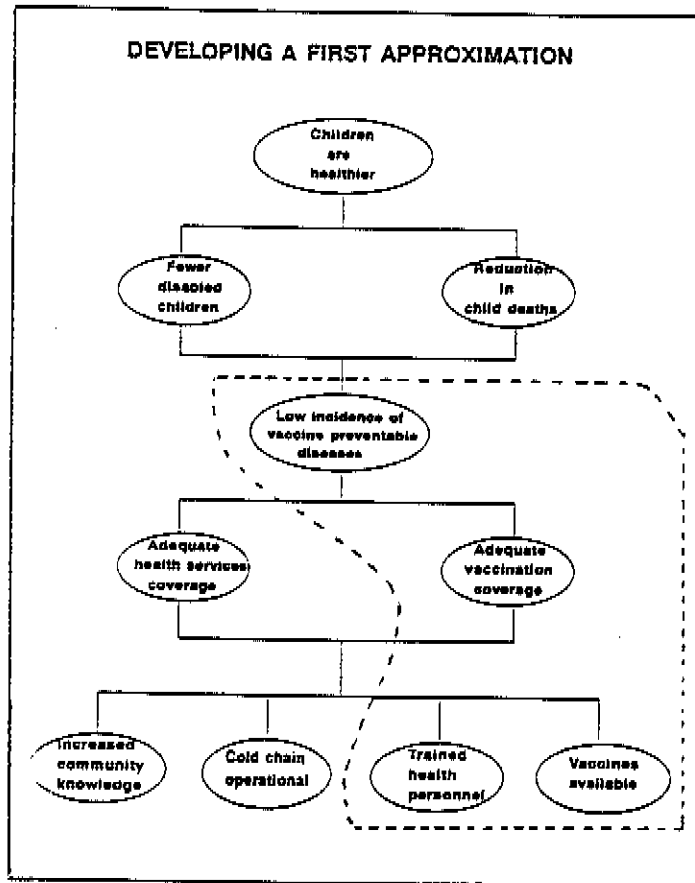 DEVELOPING A FIRST APPROXIMATION
Children
are
healthier
Fewer
disabled
children
Reduction
in
child deaths
Low incidence of
vaccine preventable
diseases
Adequate
health services
coverage
Adequate
vaccination
coverage
Increased
community
knowledge
Cold chain
operational
Trained
health
personnel
Vaccines
available